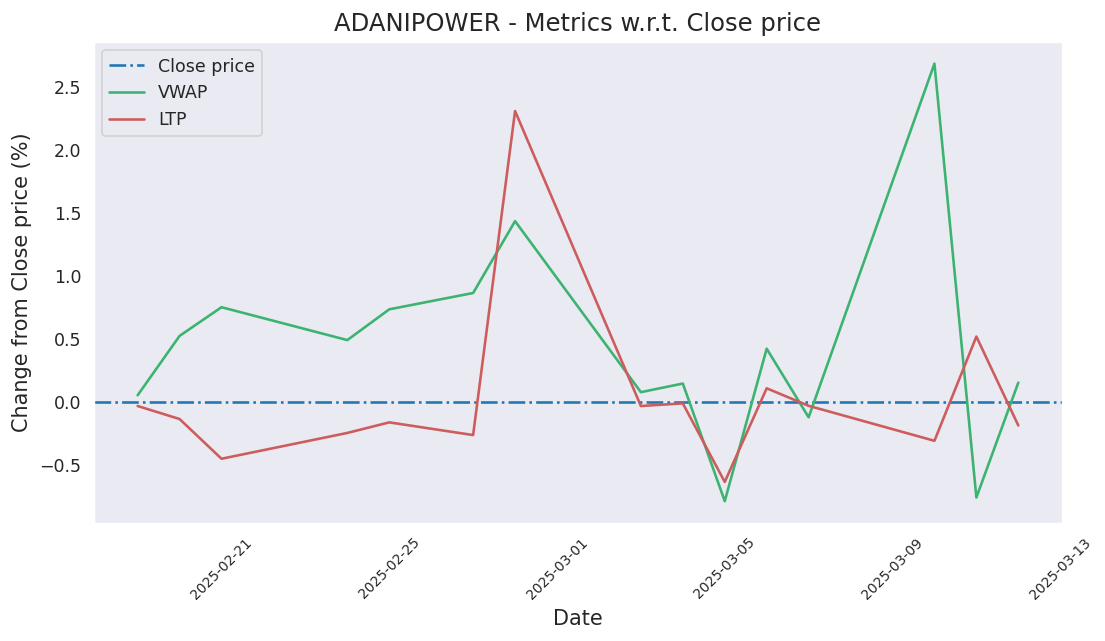 ADANIPOWER - Metrics w.r.t. Close price
Close price
VWAP
LTP
Change from Close price (%)
2.5
2.0
1.5
1.0
0.5
0.0
−0.5
2025-02-21
2025-02-25
2025-03-01
2025-03-05
2025-03-09
2025-03-13
Date